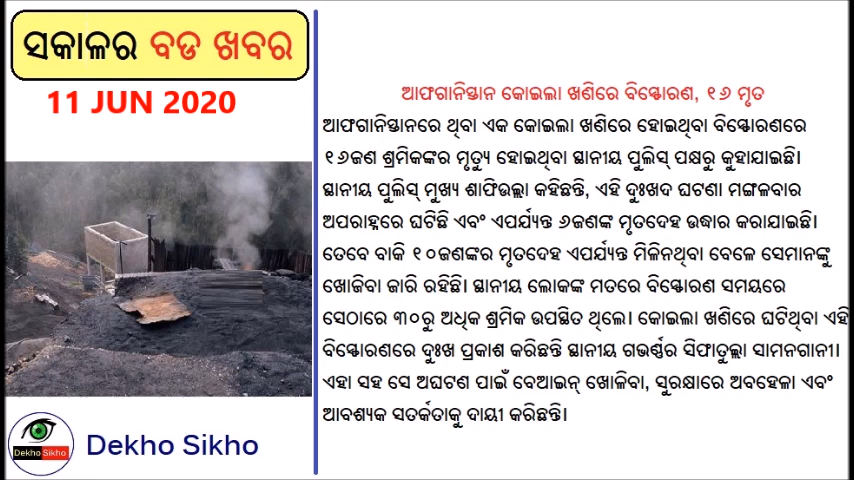 ସକାଳର ବଡ ଖବର
11 JUN 2020
ଆଫଗାନିସ୍ତାନ କୋଇଲା ଖଣିରେ ବିସ୍ଫୋରଣ, ୧୬ ମୃତ
ଆଫଗାନିସ୍ତାନରେ ଥିବା ଏକ କୋଇଲା ଖଣିରେ ହୋଇଥିବା ବିସ୍ଫୋରଣରେ
୧୬ଜଣ ଶ୍ରମିକଙ୍କର ମୃତ୍ୟୁ ହୋଇଥିବା ସ୍ଥାନୀୟ ପୁଲିସ୍ ପକ୍ଷରୁ କୁହାଯାଇଛି।
ସ୍ଥାନୀୟ ପୁଲିସ୍ ମୁଖ୍ୟ ଶାଫିଉଲ୍ଲା କହିଛନ୍ତି, ଏହି ଦୁଃଖଦ ଘଟଣା ମଙ୍ଗଳବାର
ଅପରାହ୍ନରେ ଘଟିଛି ଏବଂ ଏପର୍ଯ୍ୟନ୍ତ ୬ଜଣଙ୍କ ମୃତଦେହ ଉଦ୍ଧାର କରାଯାଇଛି।
ତେବେ ବାକି ୧୦ଜଣଙ୍କର ମୃତଦେହ ଏପର୍ଯ୍ୟନ୍ତ ମିଳିନଥିବା ବେଳେ ସେମାନଙ୍କୁ
ଖୋଜିବା ଜାରି ରହିଛି। ସ୍ଥାନୀୟ ଲୋକଙ୍କ ମତରେ ବିସ୍ଫୋରଣ ସମୟରେ
ସେଠାରେ ୩୦ରୁ ଅଧିକ ଶ୍ରମିକ ଉପସ୍ଥିତ ଥିଲେ। କୋଇଲା ଖଣିରେ ଘଟିଥିବା ଏହି
ବିସ୍ଫୋରଣରେ ଦୁଃଖ ପ୍ରକାଶ କରିଛନ୍ତି ସ୍ଥାନୀୟ ଗଭର୍ଣ୍ଣର ସିଫାତୁଲ୍ଲା ସାମନଗାନୀ।
ଏହା ସହ ସେ ଅଘଟଣ ପାଇଁ ବେଆଇନ୍ ଖୋଳିବା, ସୁରକ୍ଷାରେ ଅବହେଳା ଏବଂ
ଆବଶ୍ୟକ ସତର୍କତାକୁ ଦାୟୀ କରିଛନ୍ତି।
Dekho Sikho
Dekho Sikho